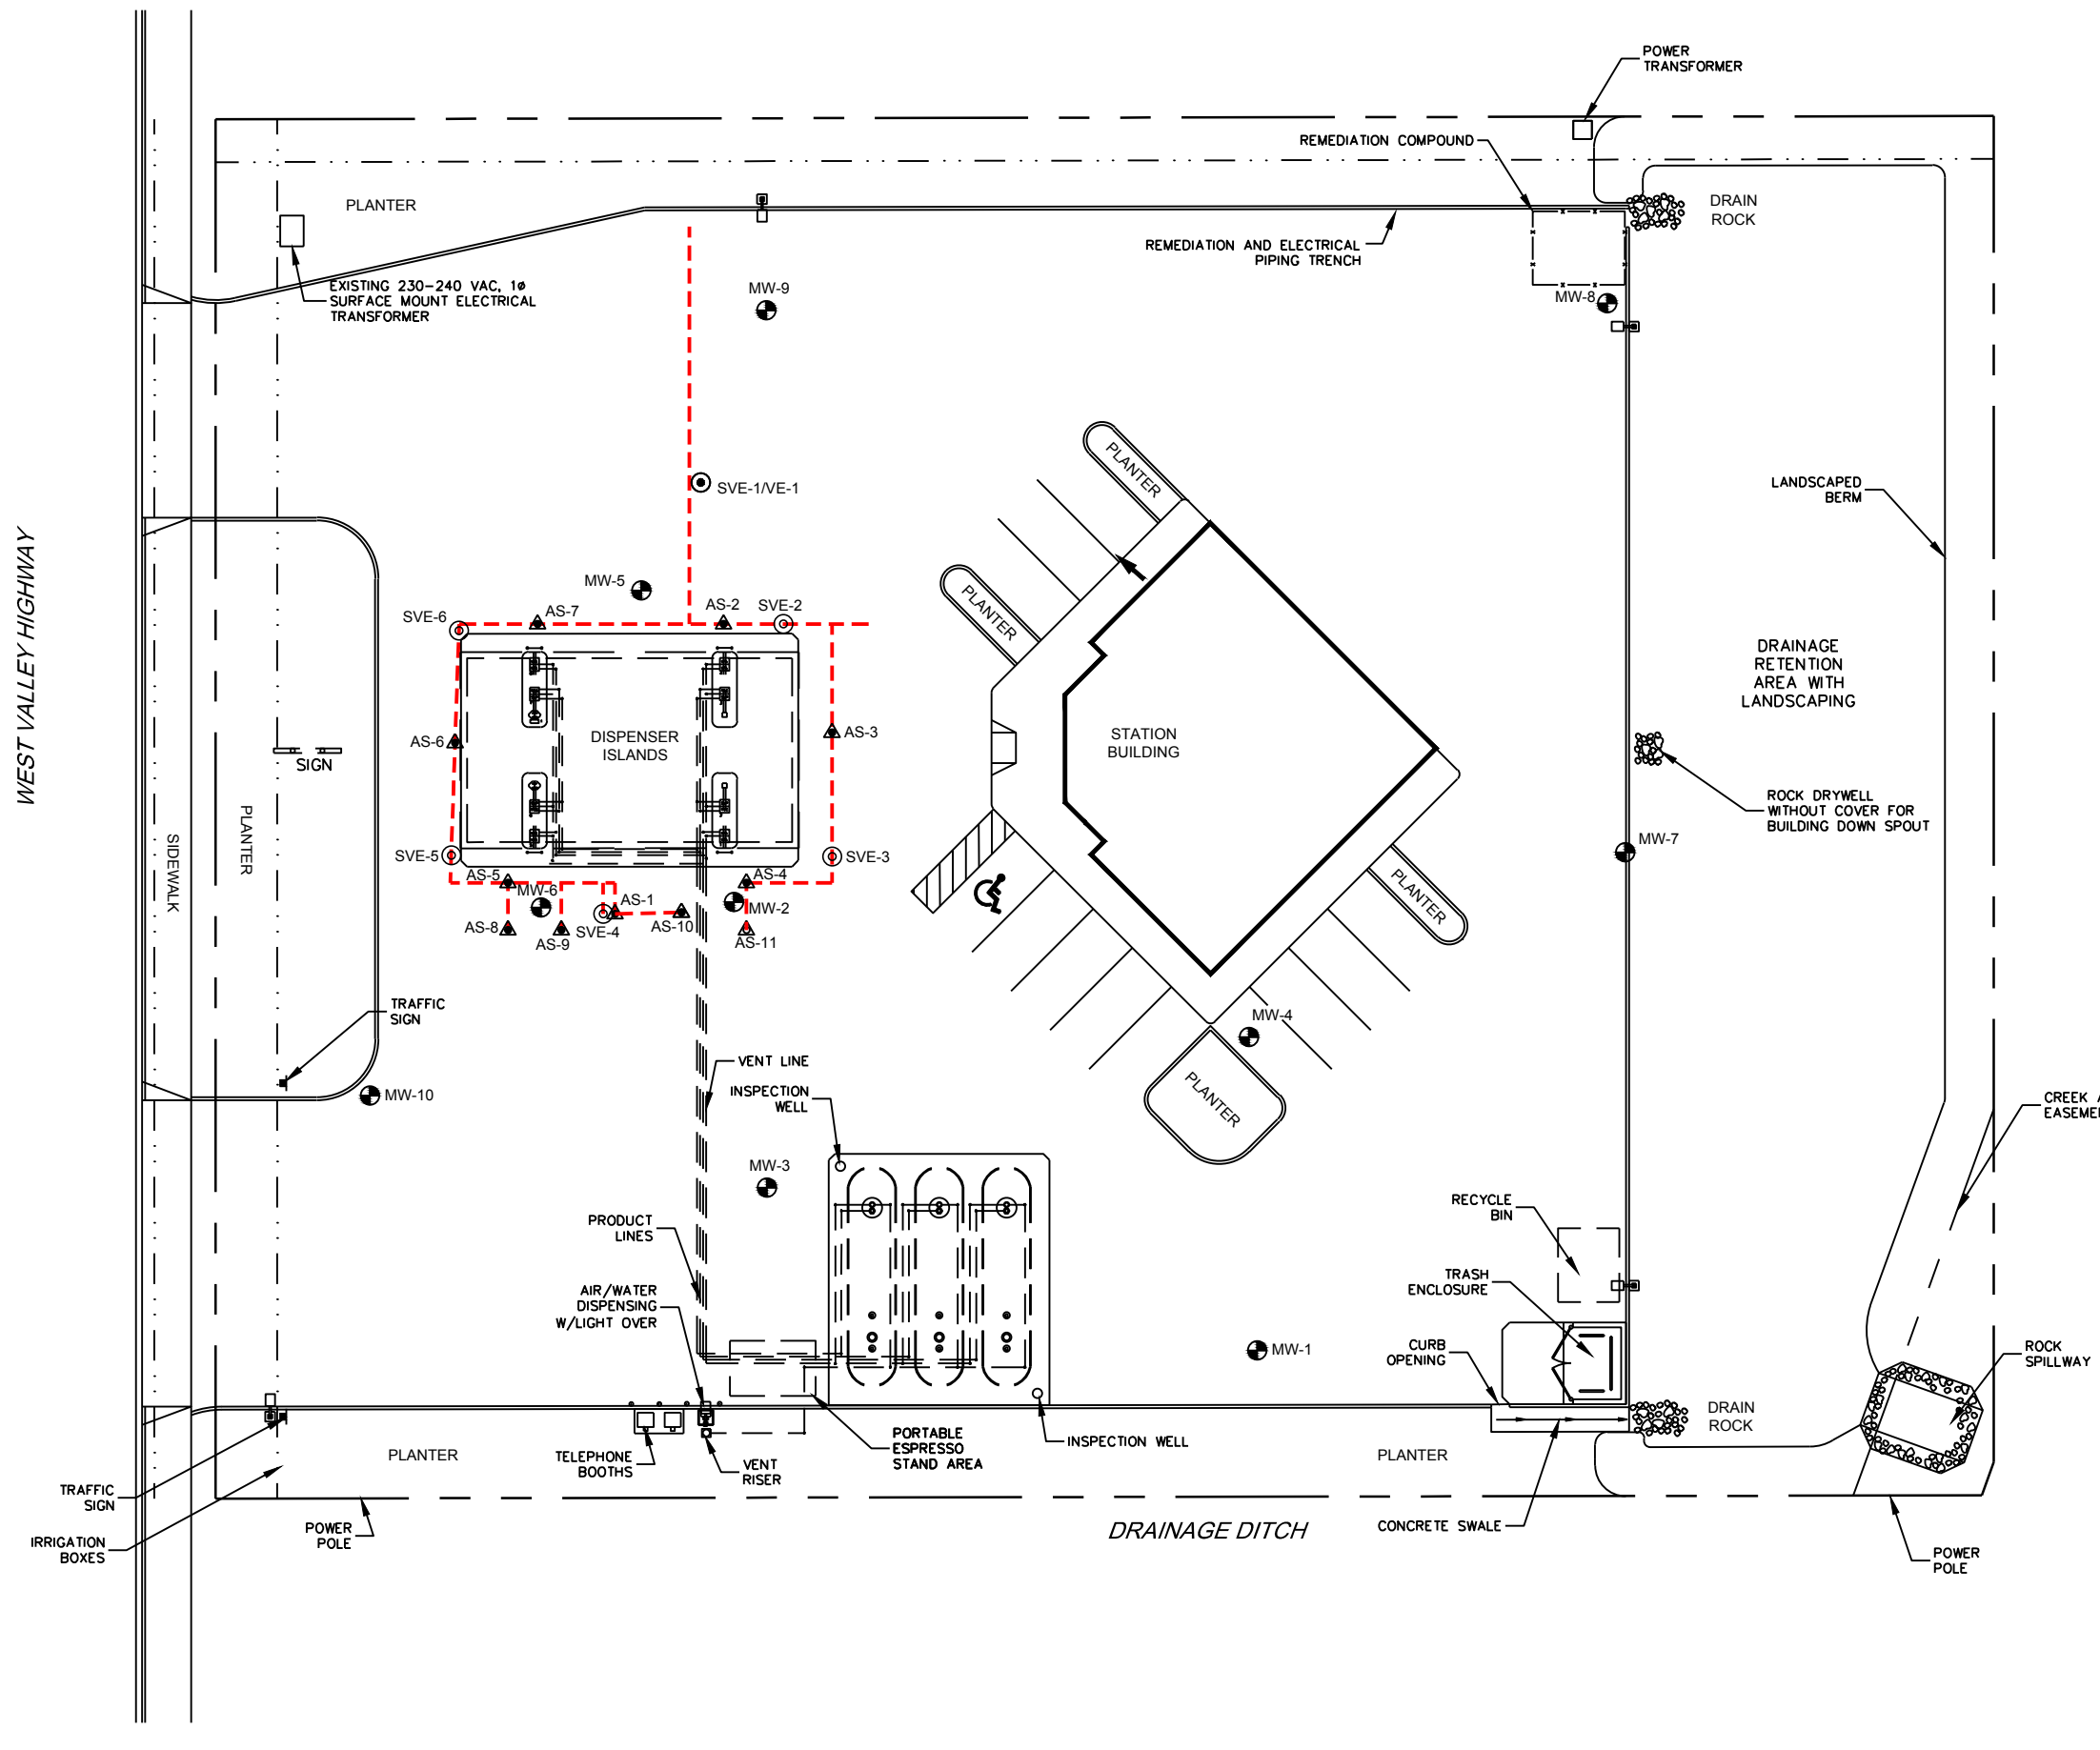 POWER
TRANSFORMER
REMEDIATION COMPOUND
PLANTER
DRAIN
ROCK
REMEDIATION AND ELECTRICAL
PIPING TRENCH
EXISTING 230-240 VAC, 1ø
SURFACE MOUNT ELECTRICAL
TRANSFORMER
MW-9
MW-8
PLANTER
SVE-1/VE-1
LANDSCAPED
BERM
WEST VALLEY HIGHWAY
MW-5
SVE-6
AS-7
AS-2
SVE-2
PLANTER
DRAINAGE
RETENTION
AREA WITH
LANDSCAPING
AS-6
DISPENSER
ISLANDS
AS-3
STATION
BUILDING
SIGN
ROCK DRYWELL
WITHOUT COVER FOR
BUILDING DOWN SPOUT
SIDEWALK
PLANTER
SVE-5
SVE-3
MW-7
AS-5
MW-6
AS-4
AS-1
MW-2
PLANTER
AS-8
AS-9
SVE-4
AS-10
AS-11
TRAFFIC
SIGN
MW-4
VENT LINE
INSPECTION
WELL
MW-10
PLANTER
CREEK
MW-3
RECYCLE
BIN
PRODUCT
LINES
TRASH
ENCLOSURE
AIR/WATER
DISPENSING
W/LIGHT OVER
CURB
OPENING
MW-1
ROCK
SPILLWAY
DRAIN
ROCK
PLANTER
TELEPHONE
BOOTHS
VENT
RISER
PORTABLE
ESPRESSO
STAND AREA
INSPECTION WELL
PLANTER
TRAFFIC
SIGN
IRRIGATION
BOXES
POWER
POLE
DRAINAGE DITCH
CONCRETE SWALE
POWER
POLE